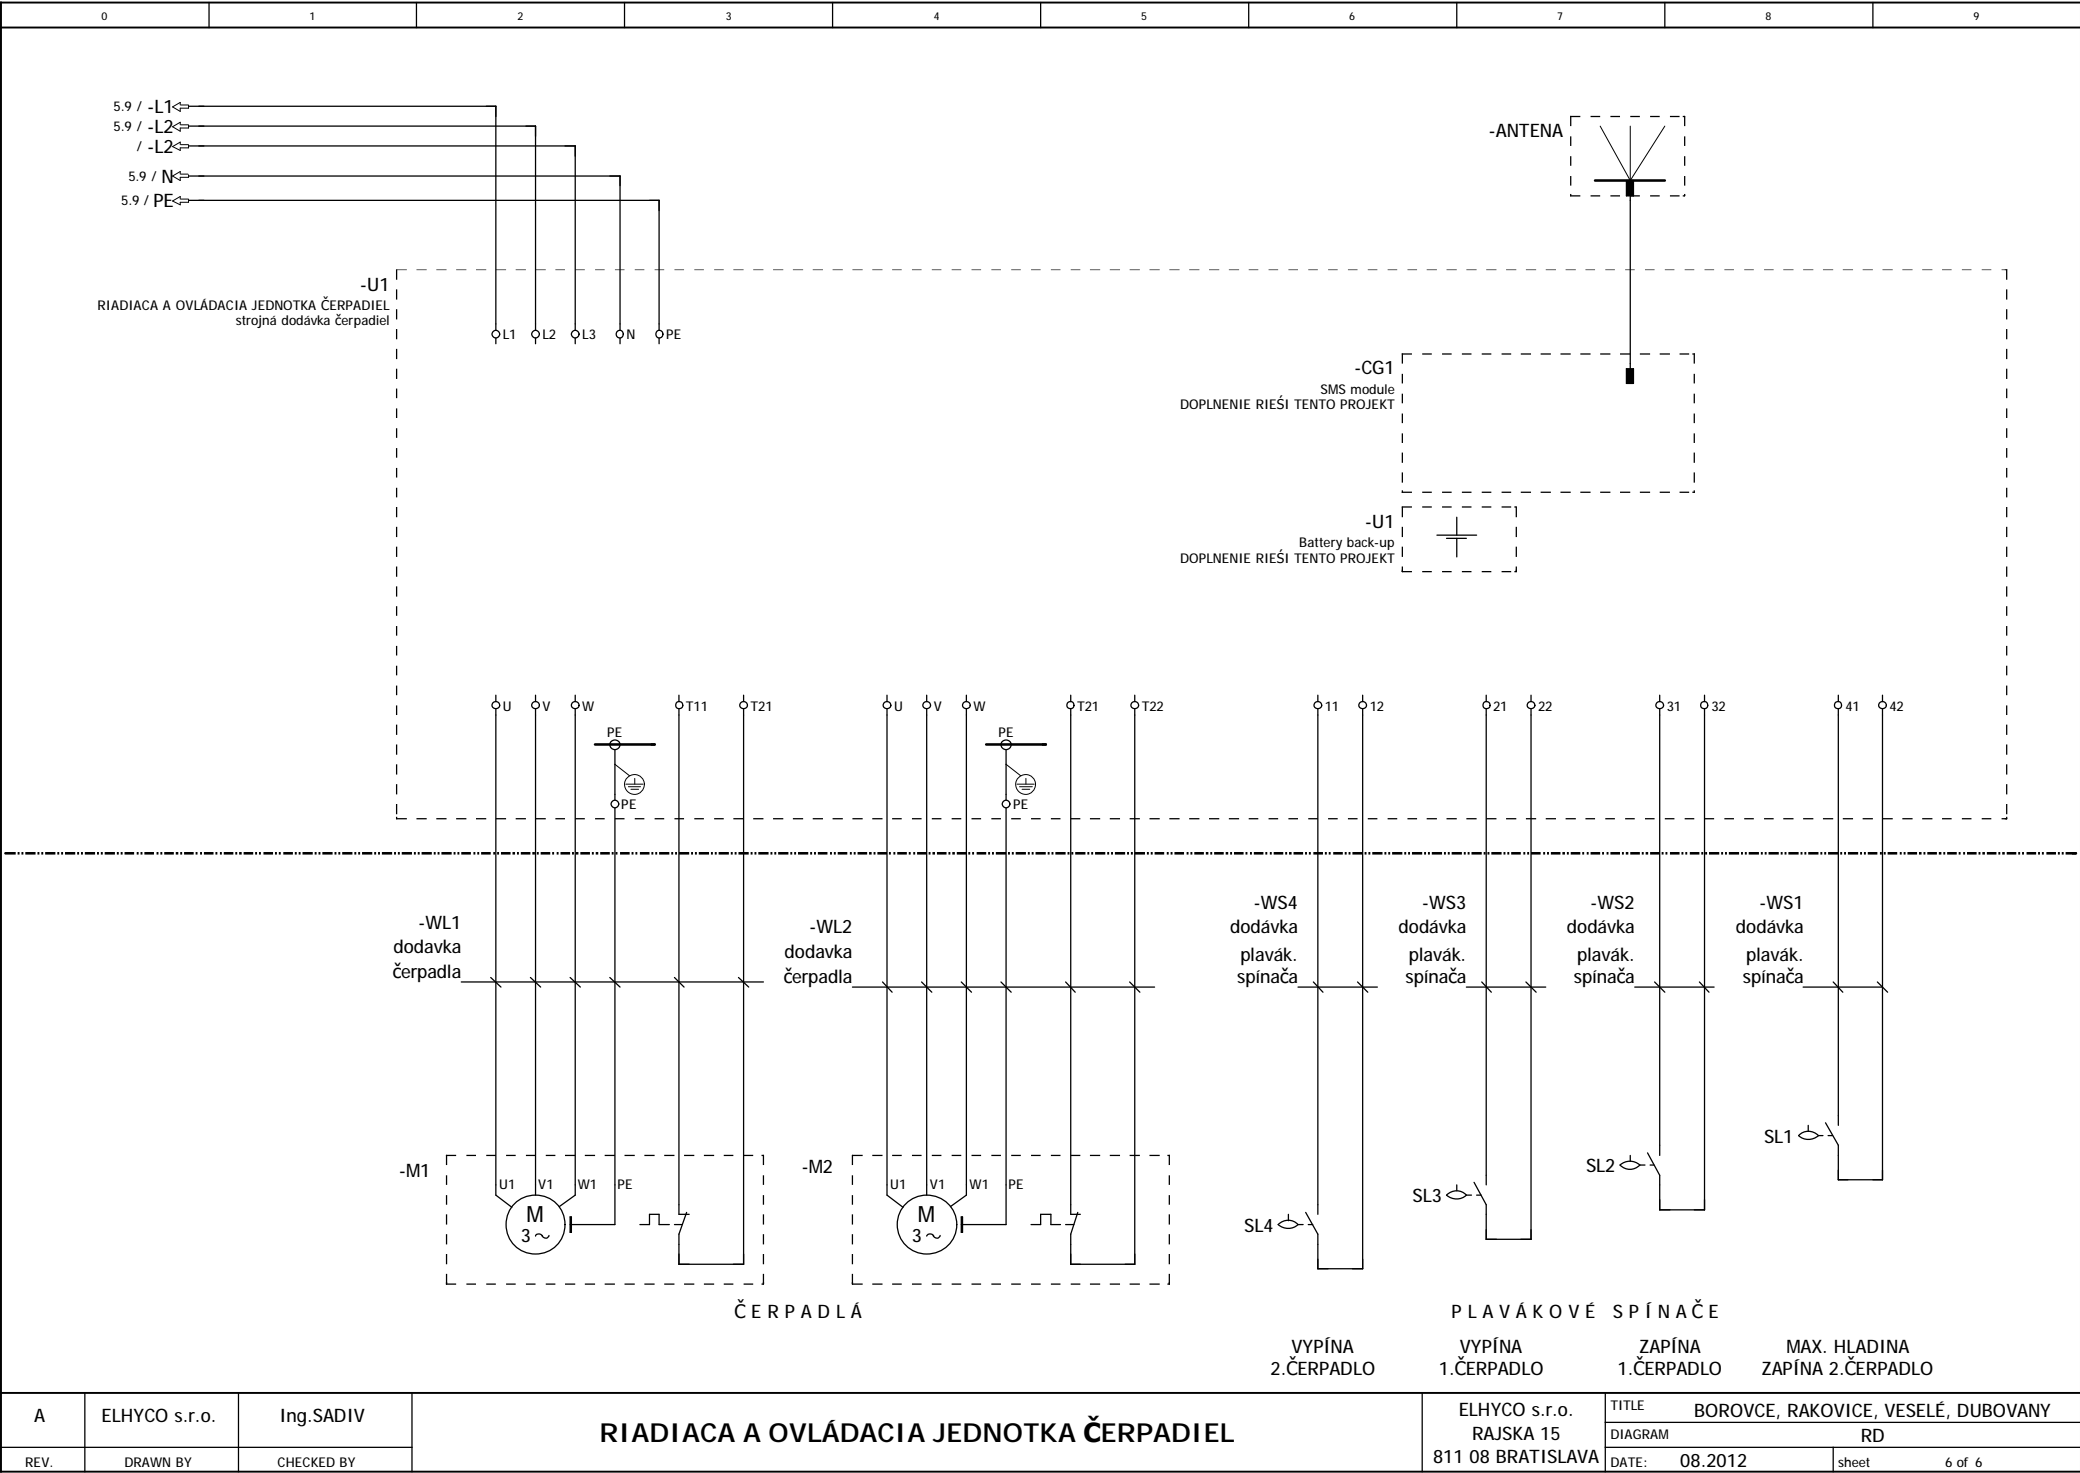 0 1 2 3 4 5 6 7 8 9
5.9 / -L1
5.9 / -L2
/ -L2
5.9 / N
5.9 / PE
-ANTENA
-U1
RIADIACA A OVLÁDACIA JEDNOTKA ČERPADIEL
strojná dodávka čerpadiel
L1 L2 L3 N PE
-CG1
SMS module
DOPLNENIE RIEŚI TENTO PROJEKT
-U1
Battery back-up
DOPLNENIE RIEŚI TENTO PROJEKT
U V W T11 T21 U V W T21 T22 11 12 21 22 31 32 41 42
PE PE
PE PE
-WL1
dodavka
čerpadla
-WL2
dodavka
čerpadla
-WS4
dodávka
plavák.
spínača
-WS3
dodávka
plavák.
spínača
-WS2
dodávka
plavák.
spínača
-WS1
dodávka
plavák.
spínača
-M1
U1 V1 W1 PE
M
3 ~
-M2
U1 V1 W1 PE
M
3 ~
SL4
SL3
SL2
SL1
ČERPADLÁ
PLAVÁKOVÉ SPÍNAČE
VYPÍNA
2.ČERPADLO
VYPÍNA
1.ČERPADLO
ZAPÍNA
1.ČERPADLO
MAX. HLADINA
ZAPÍNA 2.ČERPADLO
A ELHYCO s.r.o. Ing.SADIV
REV. DRAWN BY CHECKED BY
RIADIACA A OVLÁDACIA JEDNOTKA ČERPADIEL
ELHYCO s.r.o.
RAJSKA 15
811 08 BRATISLAVA
TITLE BOROVCE, RAKOVICE, VESELÉ, DUBOVANY
DIAGRAM RD
DATE: 08.2012 sheet 6 of 6